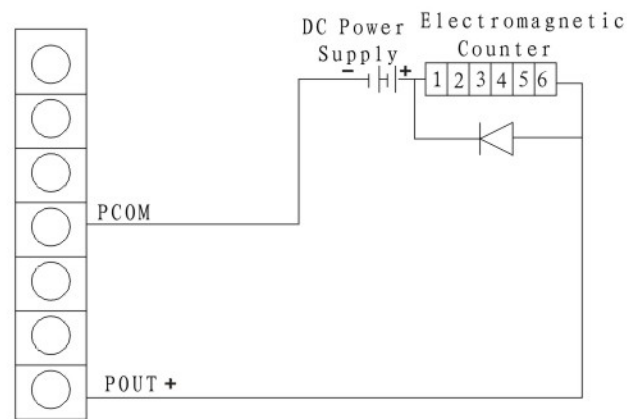 DC Power Electromagnetic
Supply Counter
- +
1 2 3 4 5 6
PCOM
POUT +